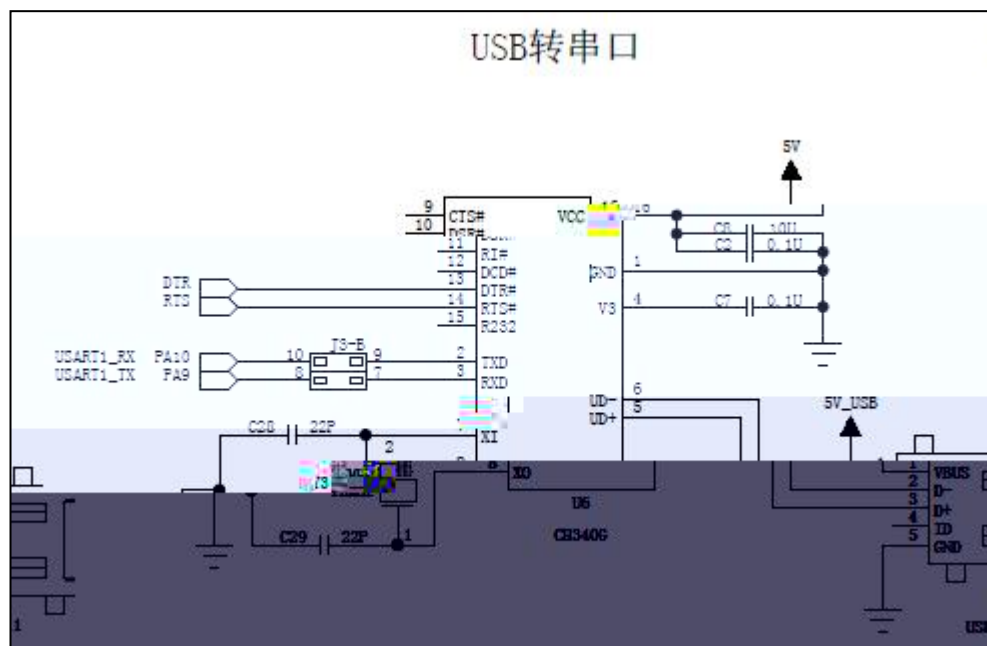 USB转串口
5V
9 CTS# VCC
10
C8 10U
11 RI# C2 0.1U
12 DCD# GND 1
DTR 13 DTR#
RTS 14 RTS# V3 4 C7 0.1U
15 R232
J3-B
USART1_RX PA10 10 9 2 TXD
USART1_TX PA9 8 7 3 RXD
UD- 6
UD+ 5
5V_USB
C28 22P XI
2
Y3 8 XO 1 VBUS
2 D-
U6 3 D+
4 ID
C29 22P 1 CH340G 5 GND
1